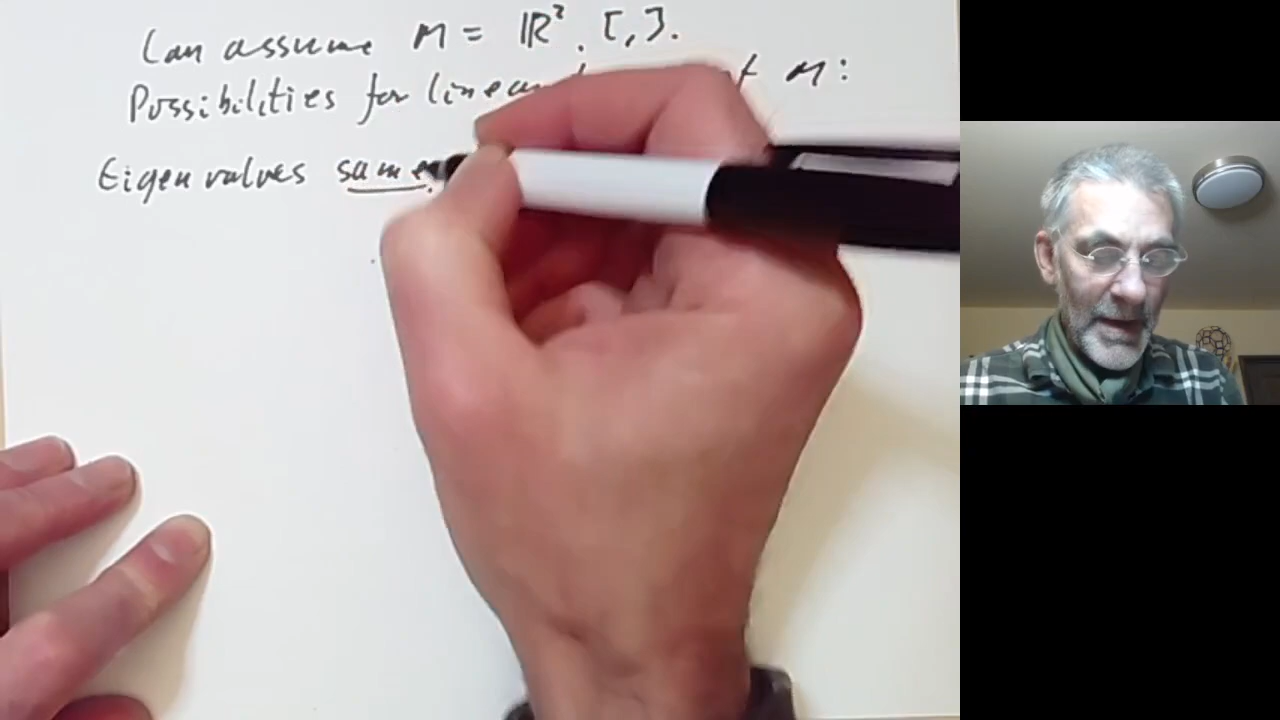 Can assume M = ℝ². [,].
Possibilities for linear M:
Eigenvalues same